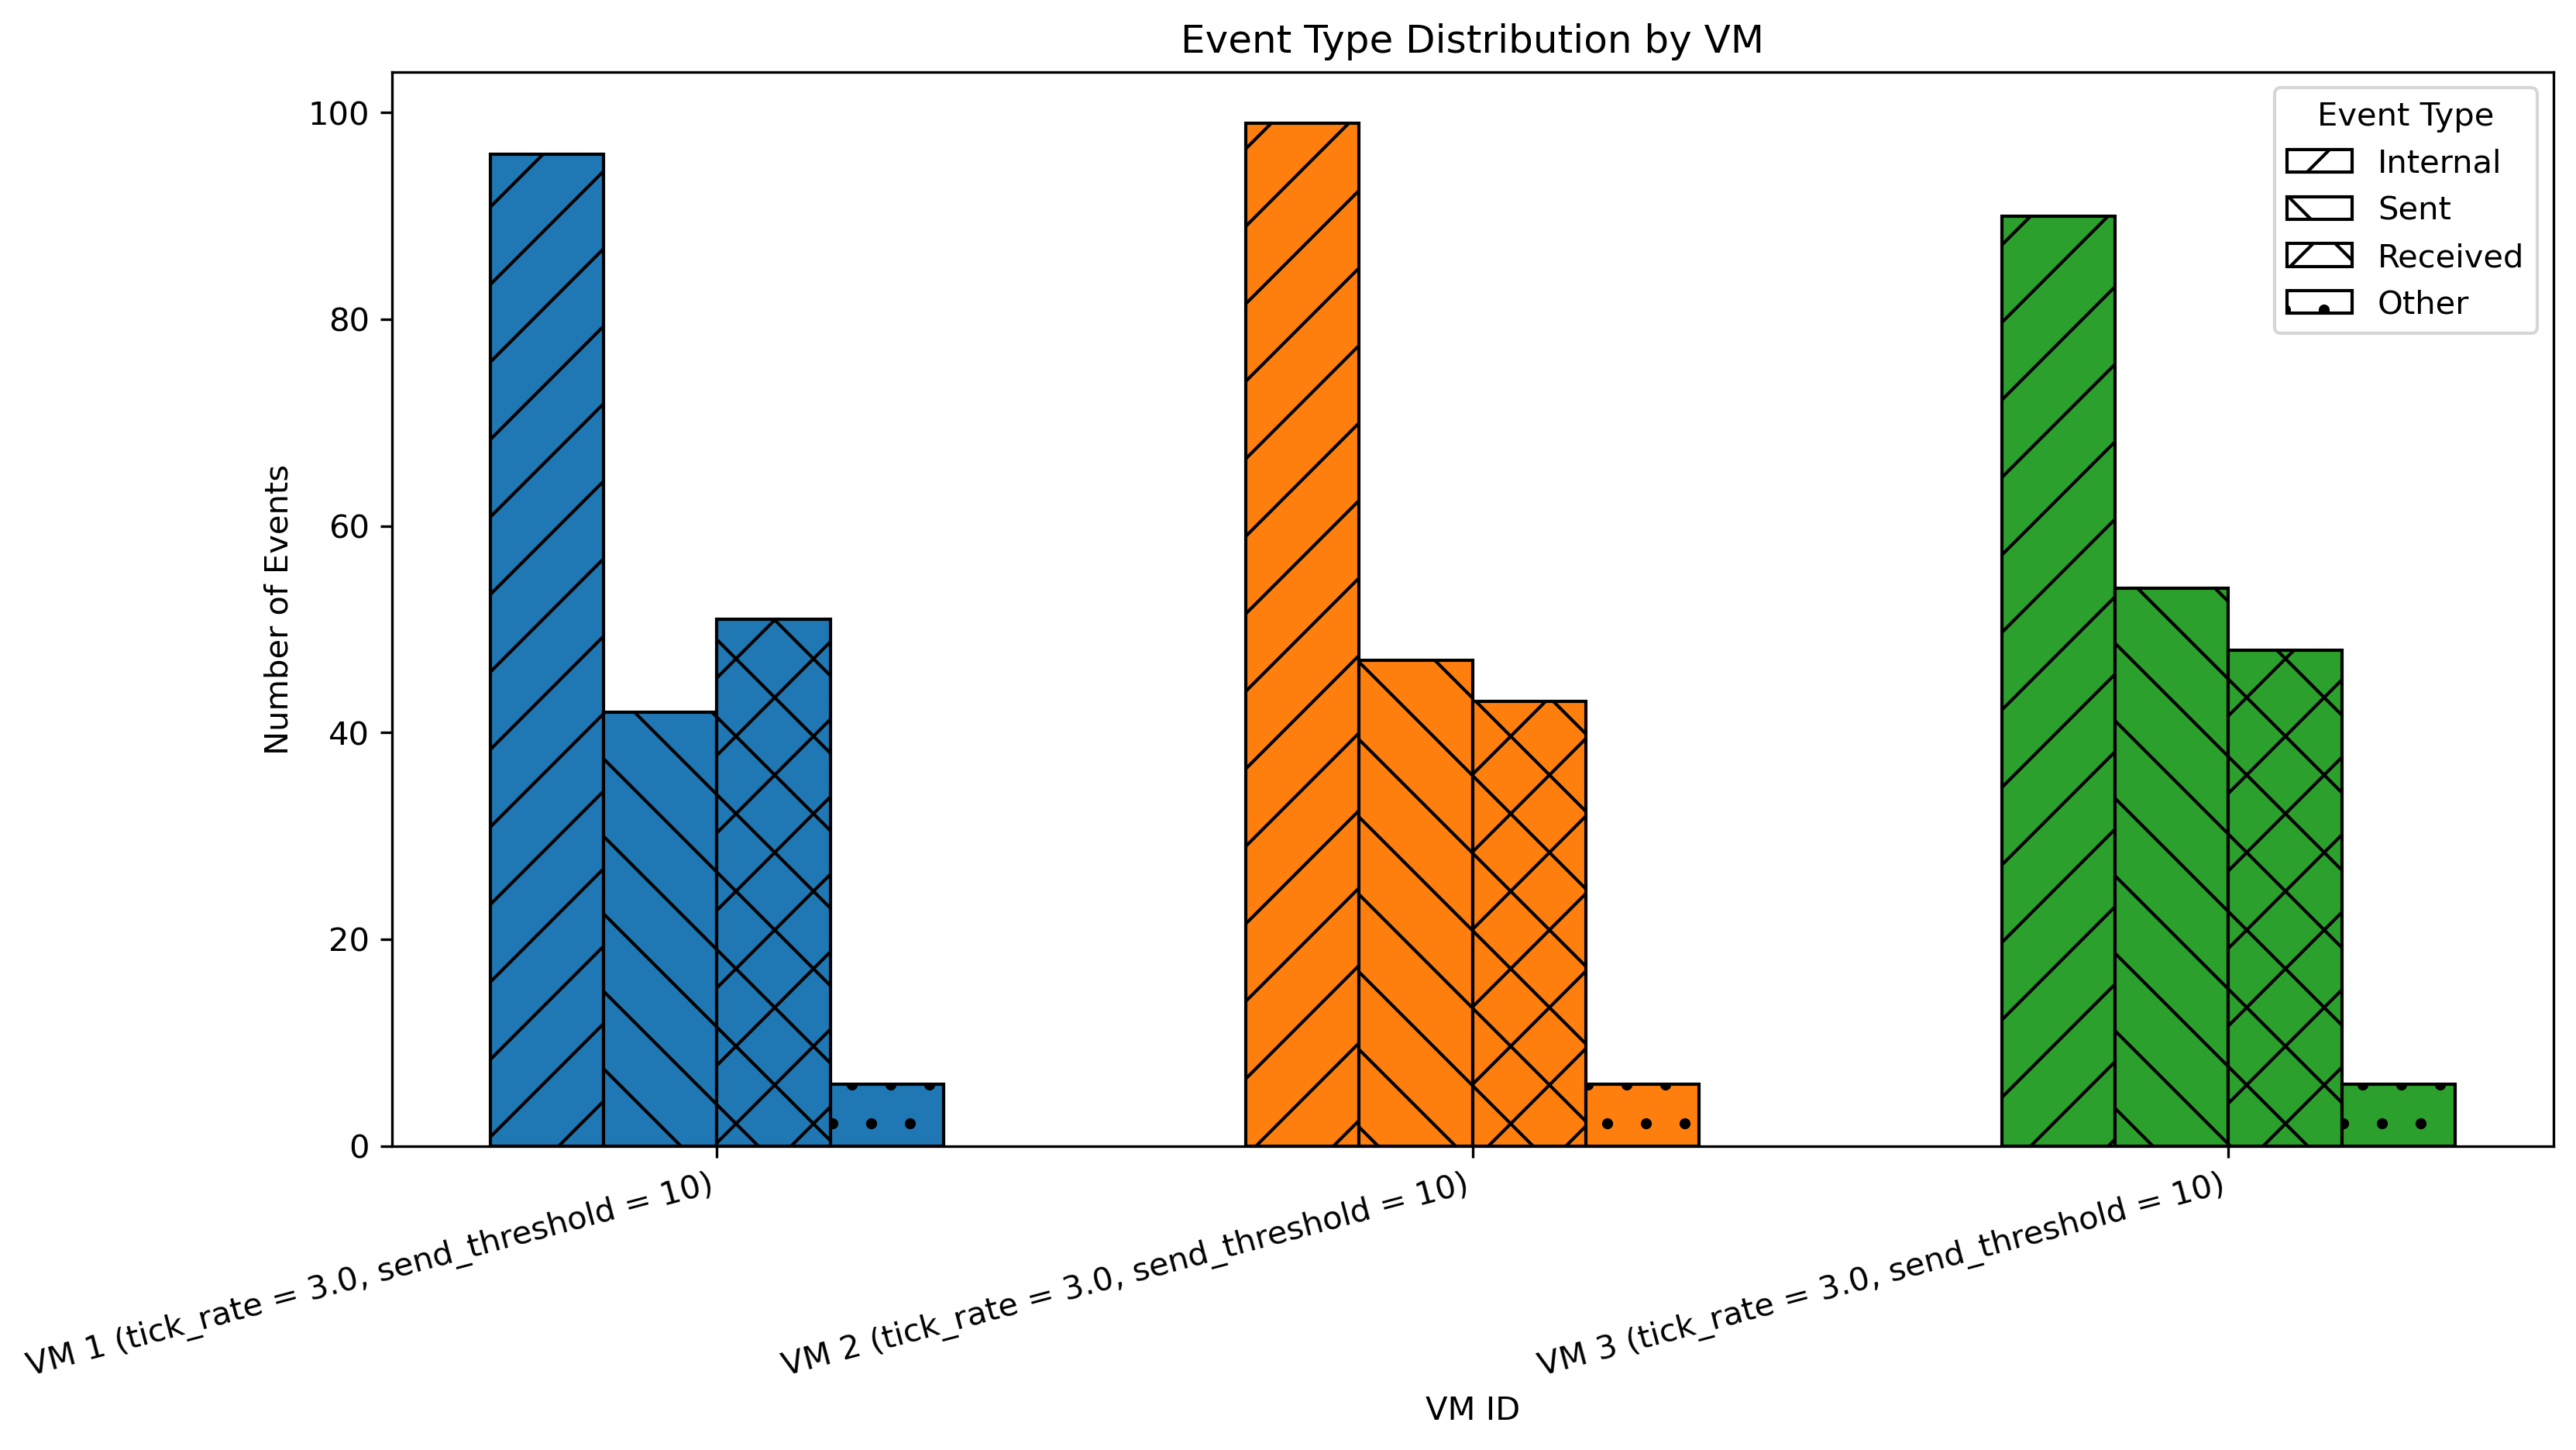 Event Type Distribution by VM
Number of Events
100
80
60
40
20
0
Event Type
Internal
Sent
Received
Other
VM 1 (tick_rate = 3.0, send_threshold = 10)
VM 2 (tick_rate = 3.0, send_threshold = 10)
VM 3 (tick_rate = 3.0, send_threshold = 10)
VM ID